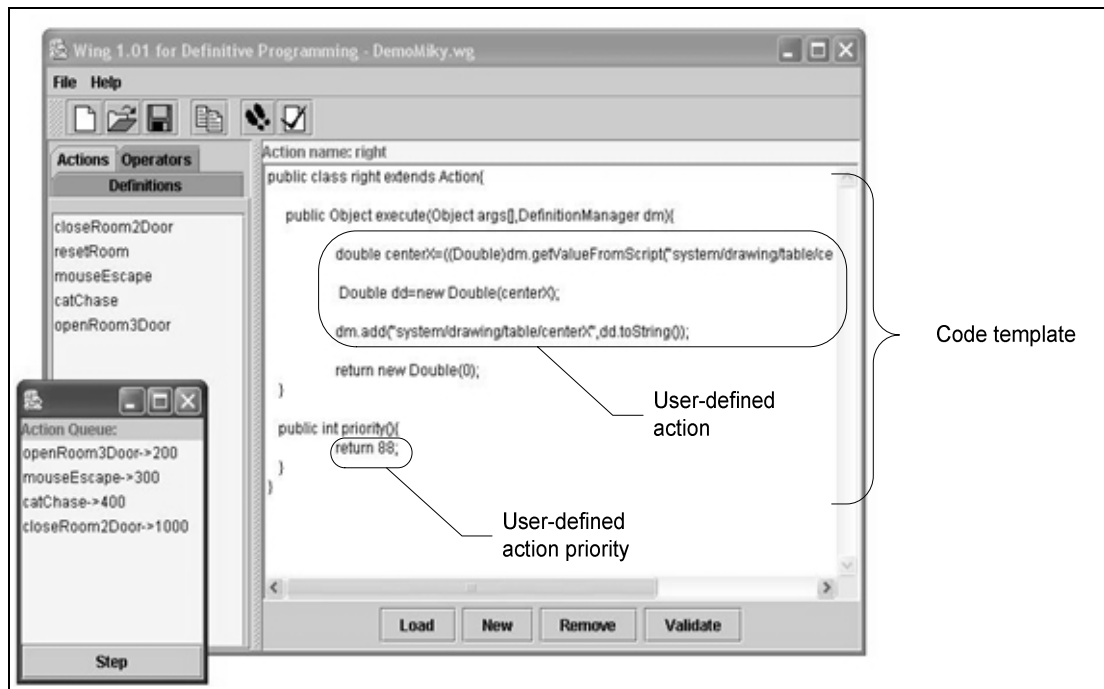 Wing 1.01 for Definitive Programming - DemoMiky.wg
File Help
Actions Operators
Definitions
closeRoom2Door
resetRoom
mouseEscape
catChase
openRoom3Door
Action name: right
public class right extends Action{
public Object execute(Object args[],DefinitionManager dm){
double centerX=((Double)dm.getValueFromScript("system/drawing/table/ce
Double dd=new Double(centerX);
dm.add("system/drawing/table/centerX",dd.toString());
return new Double(0);
}
public int priority(){
return 88;
}
}
Code template
User-defined
action
User-defined
action priority
Action Queue:
openRoom3Door->200
mouseEscape->300
catChase->400
closeRoom2Door->1000
Step
Load New Remove Validate